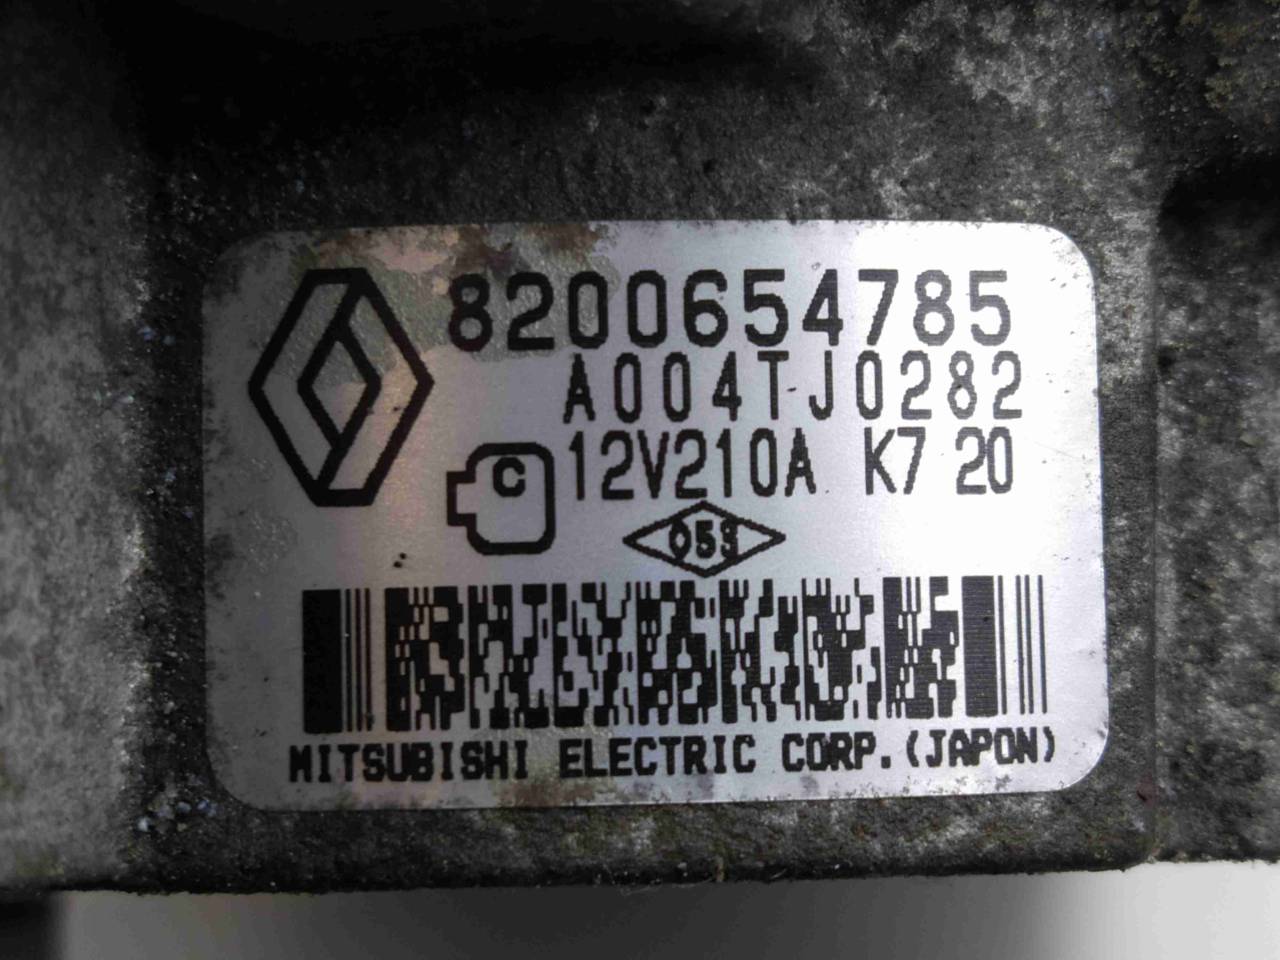 8200654785
A004TJ0282
C 12V210A K7 20
053
MITSUBISHI ELECTRIC CORP. (JAPON)